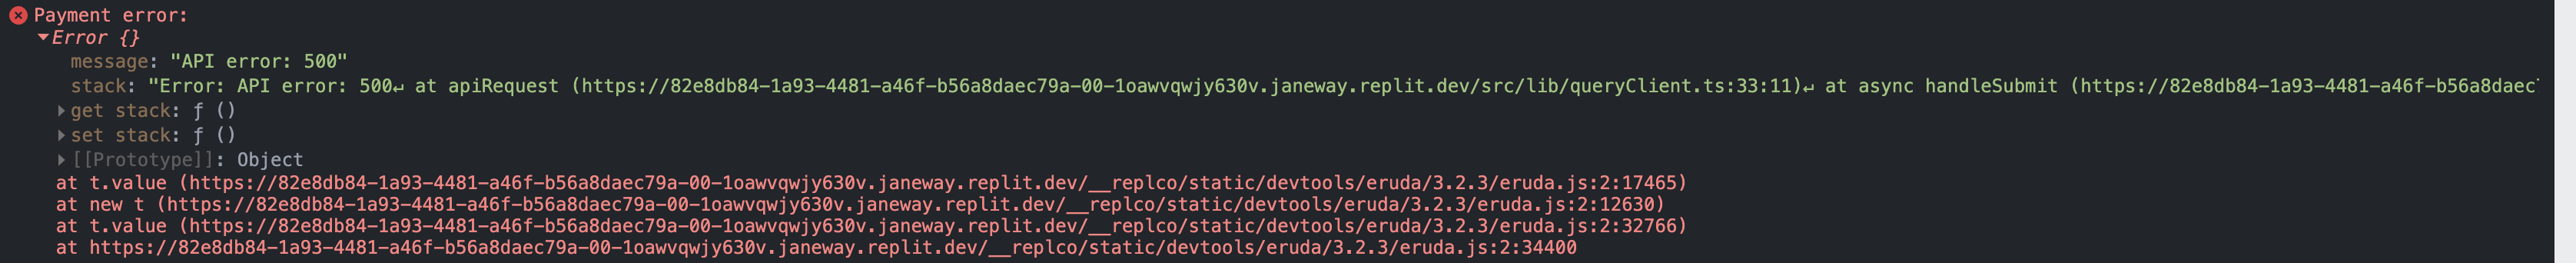 Payment error:
Error {}
message: "API error: 500"
stack: "Error: API error: 500↵ at apiRequest (https://82e8db84-1a93-4481-a46f-b56a8daec79a-00-1oawvqwjy630v.janeway.replit.dev/src/lib/queryClient.ts:33:11)↵ at async handleSubmit (https://82e8db84-1a93-4481-a46f-b56a8daec
get stack: ƒ ()
set stack: ƒ ()
[[Prototype]]: Object
at t.value (https://82e8db84-1a93-4481-a46f-b56a8daec79a-00-1oawvqwjy630v.janeway.replit.dev/__replco/static/devtools/eruda/3.2.3/eruda.js:2:17465)
at new t (https://82e8db84-1a93-4481-a46f-b56a8daec79a-00-1oawvqwjy630v.janeway.replit.dev/__replco/static/devtools/eruda/3.2.3/eruda.js:2:12630)
at t.value (https://82e8db84-1a93-4481-a46f-b56a8daec79a-00-1oawvqwjy630v.janeway.replit.dev/__replco/static/devtools/eruda/3.2.3/eruda.js:2:32766)
at https://82e8db84-1a93-4481-a46f-b56a8daec79a-00-1oawvqwjy630v.janeway.replit.dev/__replco/static/devtools/eruda/3.2.3/eruda.js:2:34400